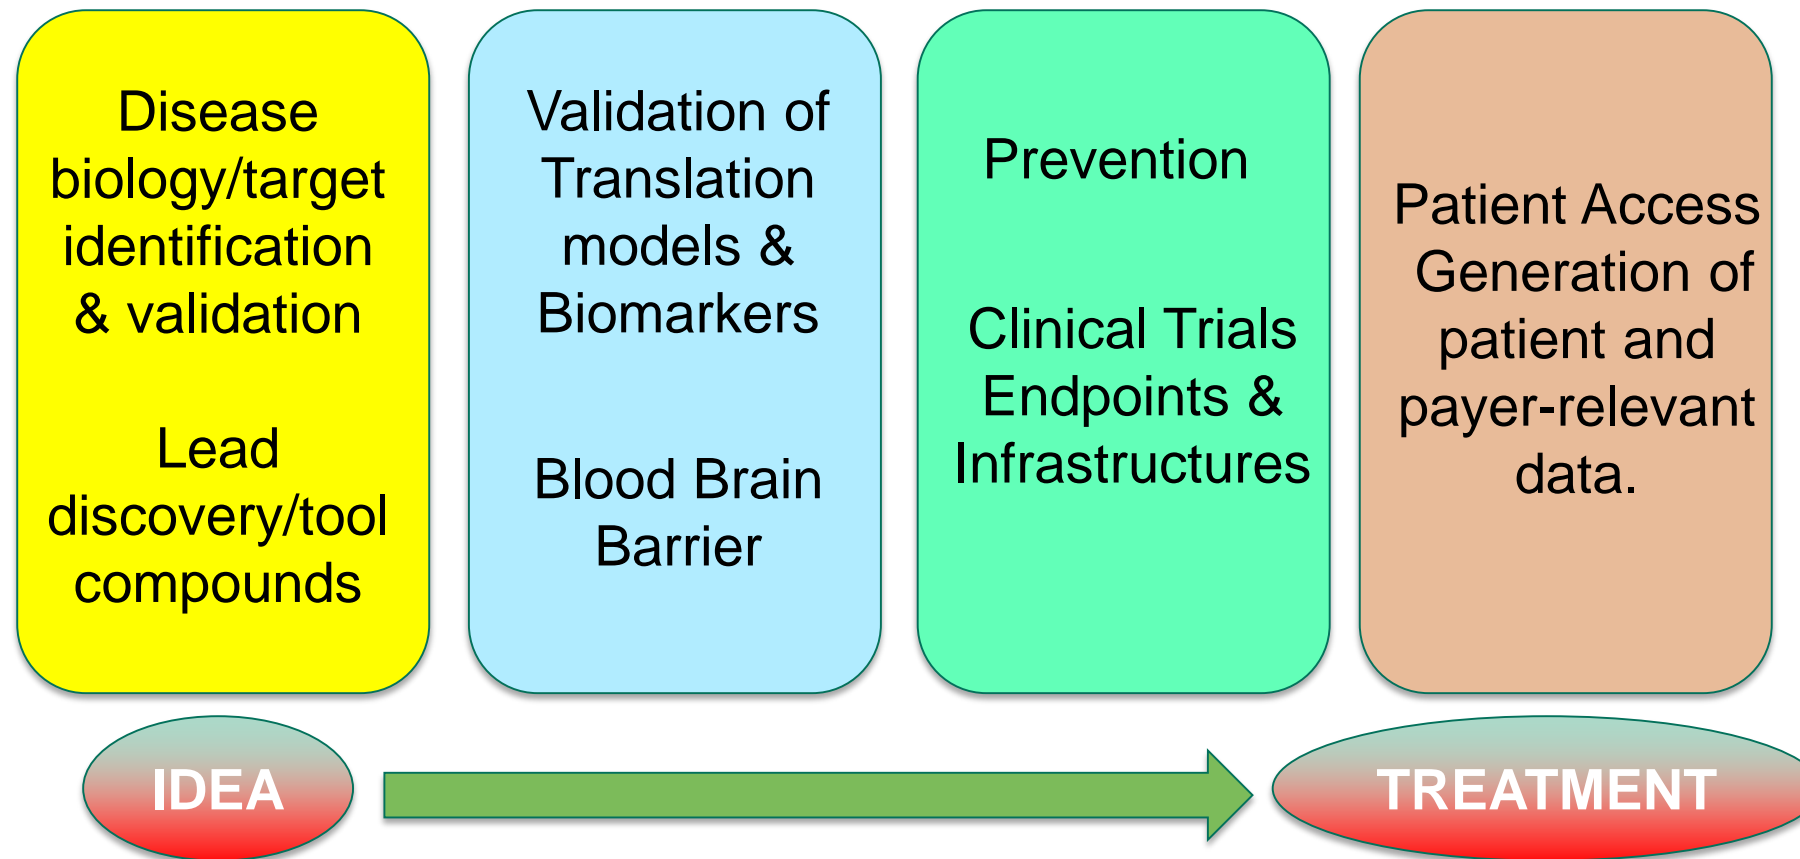 Disease
biology/target
identification
& validation
Lead
discovery/tool
compounds
Validation of
Translation
models &
Biomarkers
Blood Brain
Barrier
Prevention
Clinical Trials
Endpoints &
Infrastructures
Patient Access
Generation of
patient and
payer-relevant
data.
IDEA
TREATMENT